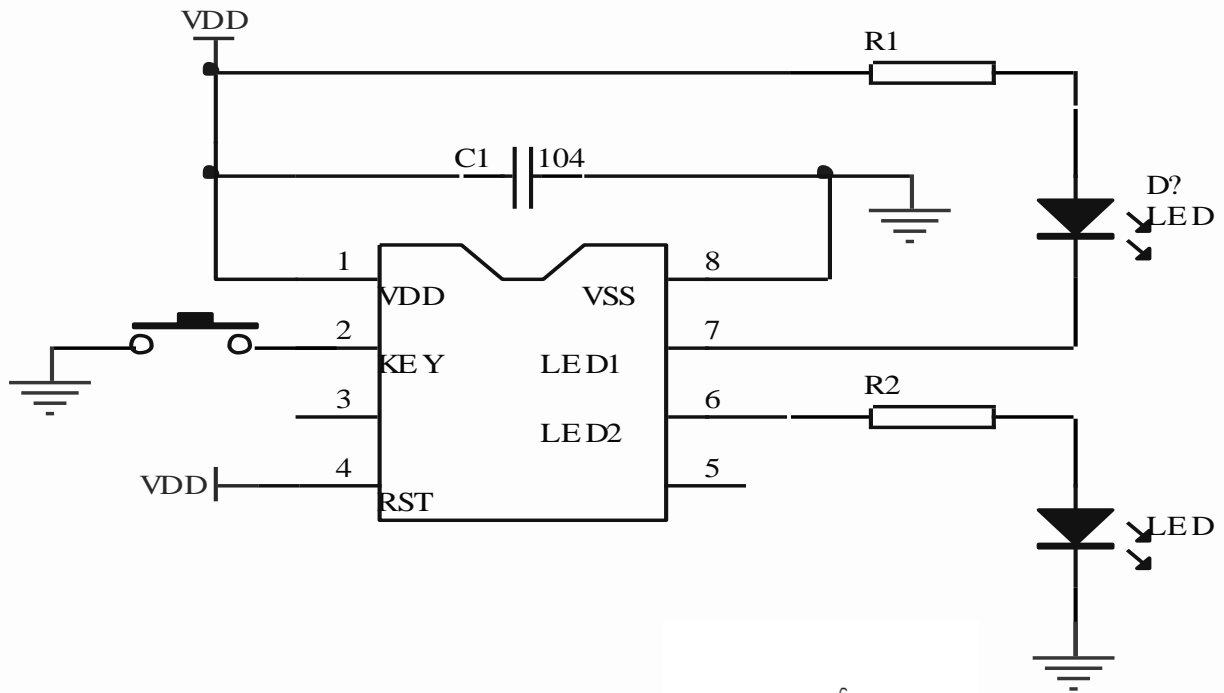 VDD
R1
C1 104
D?
LED
1 8
VDD VSS
2 7
KEY LED1
3 6 R2
LED2
VDD 4 5
RST
LED